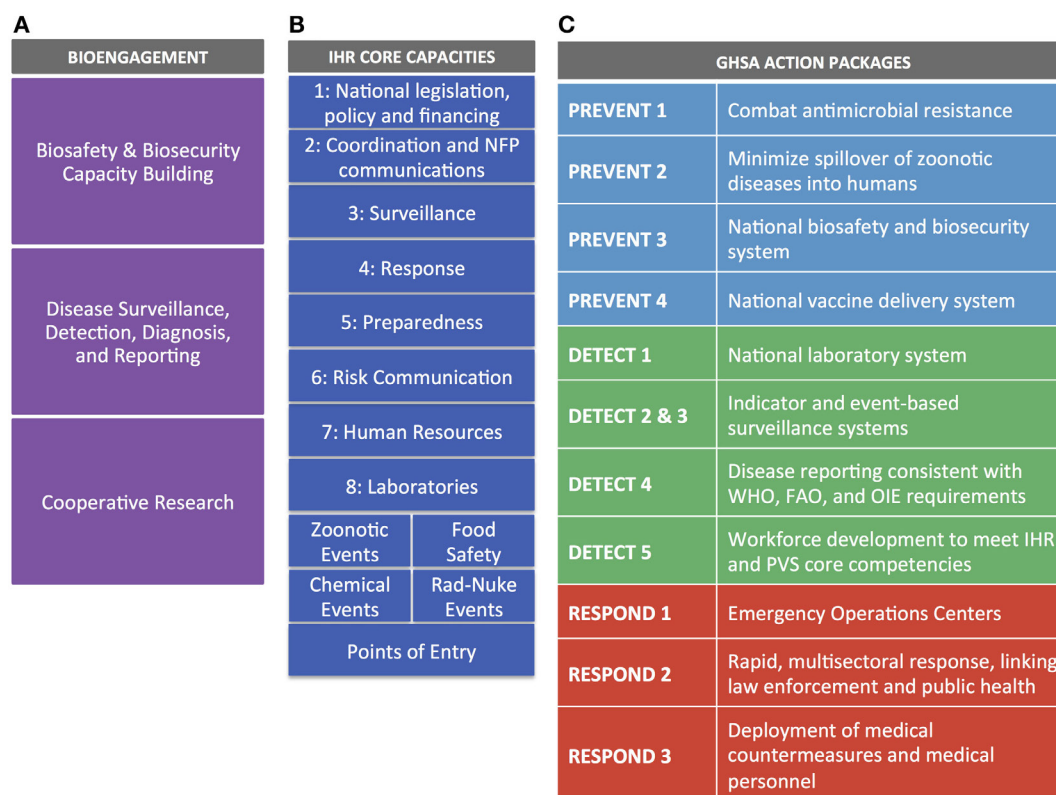 A
BIOENGAGEMENT
Biosafety & Biosecurity
Capacity Building
Disease Surveillance,
Detection, Diagnosis,
and Reporting
Cooperative Research
B
IHR CORE CAPACITIES
1: National legislation,
policy and financing
2: Coordination and NFP
communications
3: Surveillance
4: Response
5: Preparedness
6: Risk Communication
7: Human Resources
8: Laboratories
Zoonotic
Events
Food
Safety
Chemical
Events
Rad-Nuke
Events
Points of Entry
C
GHSA ACTION PACKAGES
PREVENT 1
Combat antimicrobial resistance
PREVENT 2
Minimize spillover of zoonotic
diseases into humans
PREVENT 3
National biosafety and biosecurity
system
PREVENT 4
National vaccine delivery system
DETECT 1
National laboratory system
DETECT 2 & 3
Indicator and event-based
surveillance systems
DETECT 4
Disease reporting consistent with
WHO, FAO, and OIE requirements
DETECT 5
Workforce development to meet IHR
and PVS core competencies
RESPOND 1
Emergency Operations Centers
RESPOND 2
Rapid, multisectoral response, linking
law enforcement and public health
RESPOND 3
Deployment of medical
countermeasures and medical
personnel